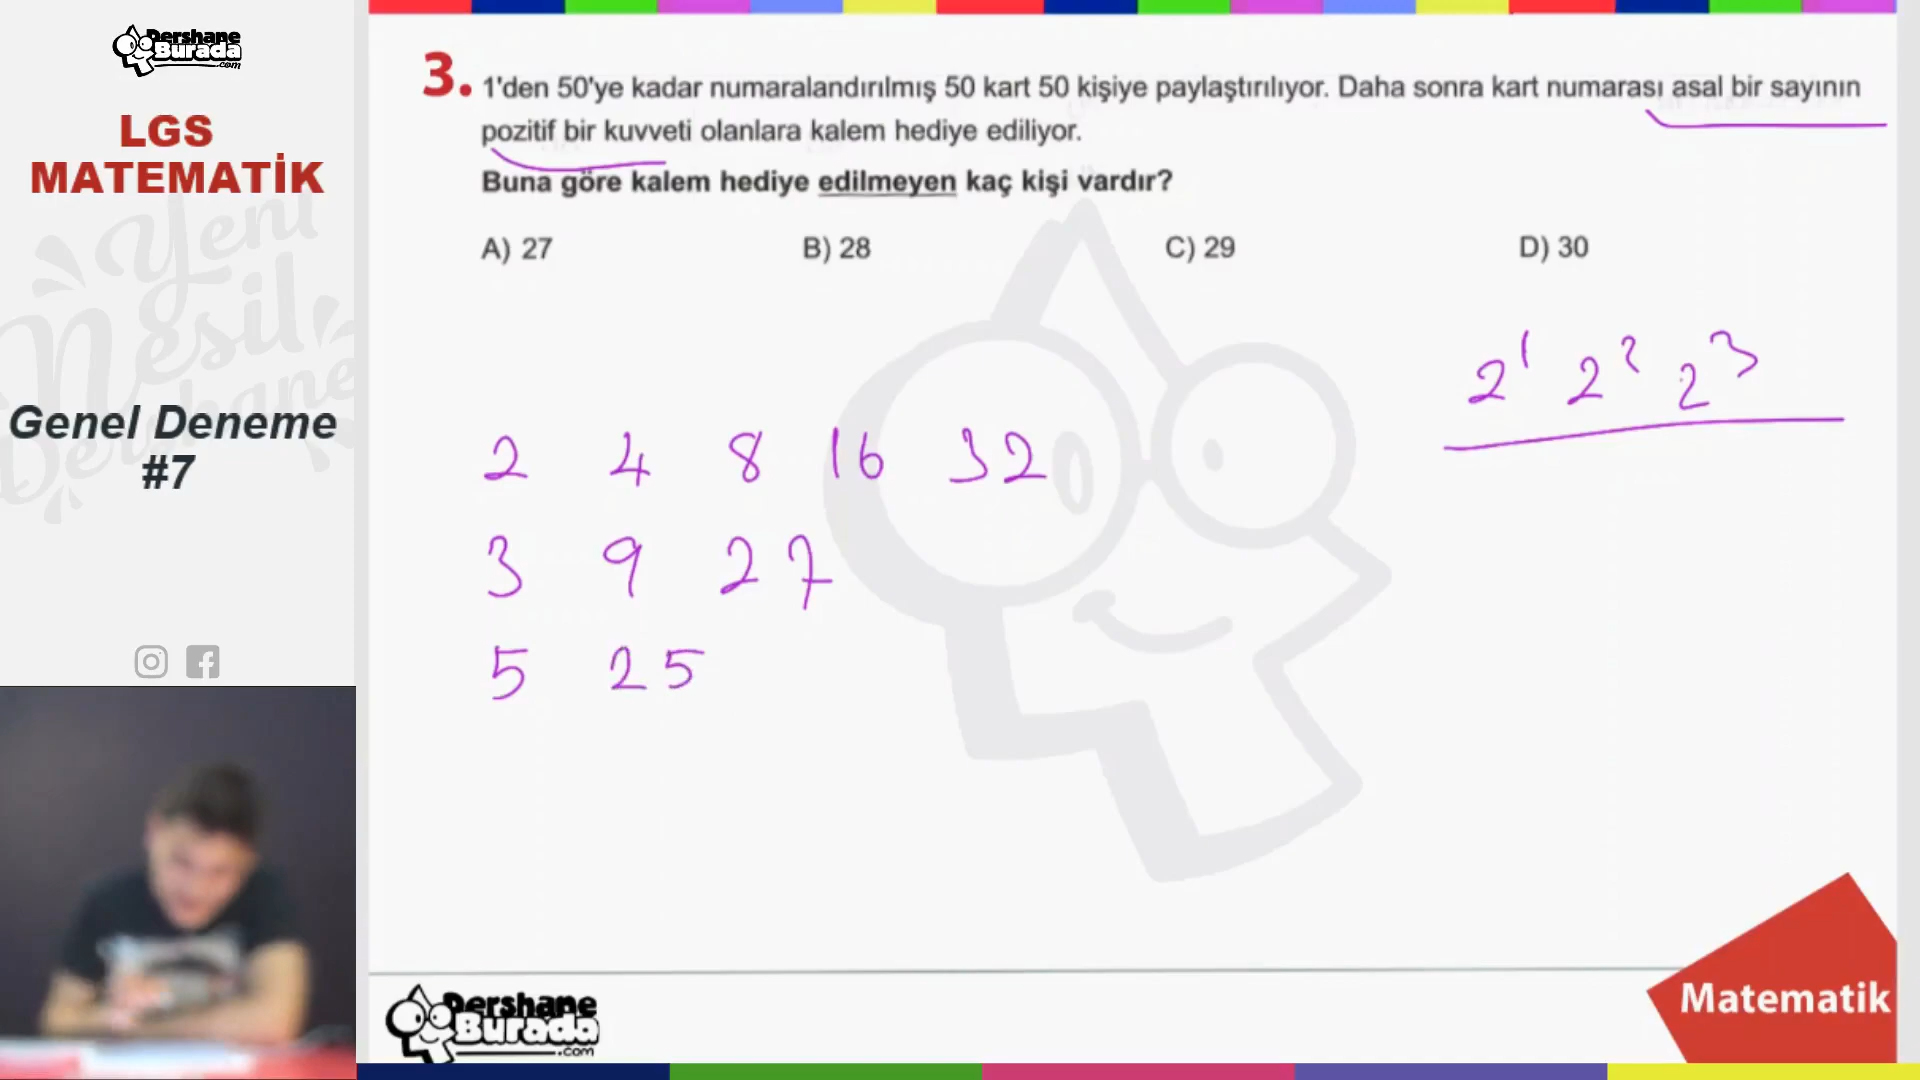 Dershane
Burada
.com
LGS
MATEMATİK
Yeni
Nesil
Dershane
Genel Deneme
#7
3. 1'den 50'ye kadar numaralandırılmış 50 kart 50 kişiye paylaştırılıyor. Daha sonra kart numarası asal bir sayının
pozitif bir kuvveti olanlara kalem hediye ediliyor.
Buna göre kalem hediye edilmeyen kaç kişi vardır?
A) 27 B) 28 C) 29 D) 30
2¹ 2² 2³
2 4 8 16 32
3 9 27
5 25
Dershane
Burada
.com
Matematik